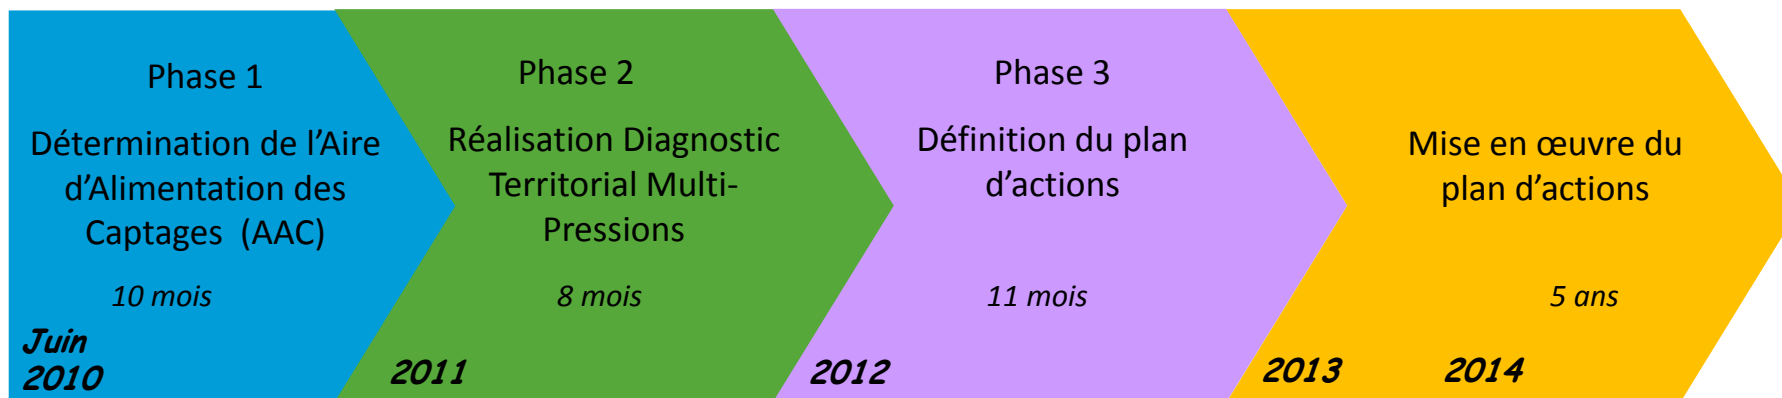 Phase 1
Détermination de l’Aire
d’Alimentation des
Captages (AAC)
10 mois
Juin
2010
Phase 2
Réalisation Diagnostic
Territorial Multi-
Pressions
8 mois
2011
Phase 3
Définition du plan
d’actions
11 mois
2012
Mise en œuvre du
plan d’actions
5 ans
2013
2014